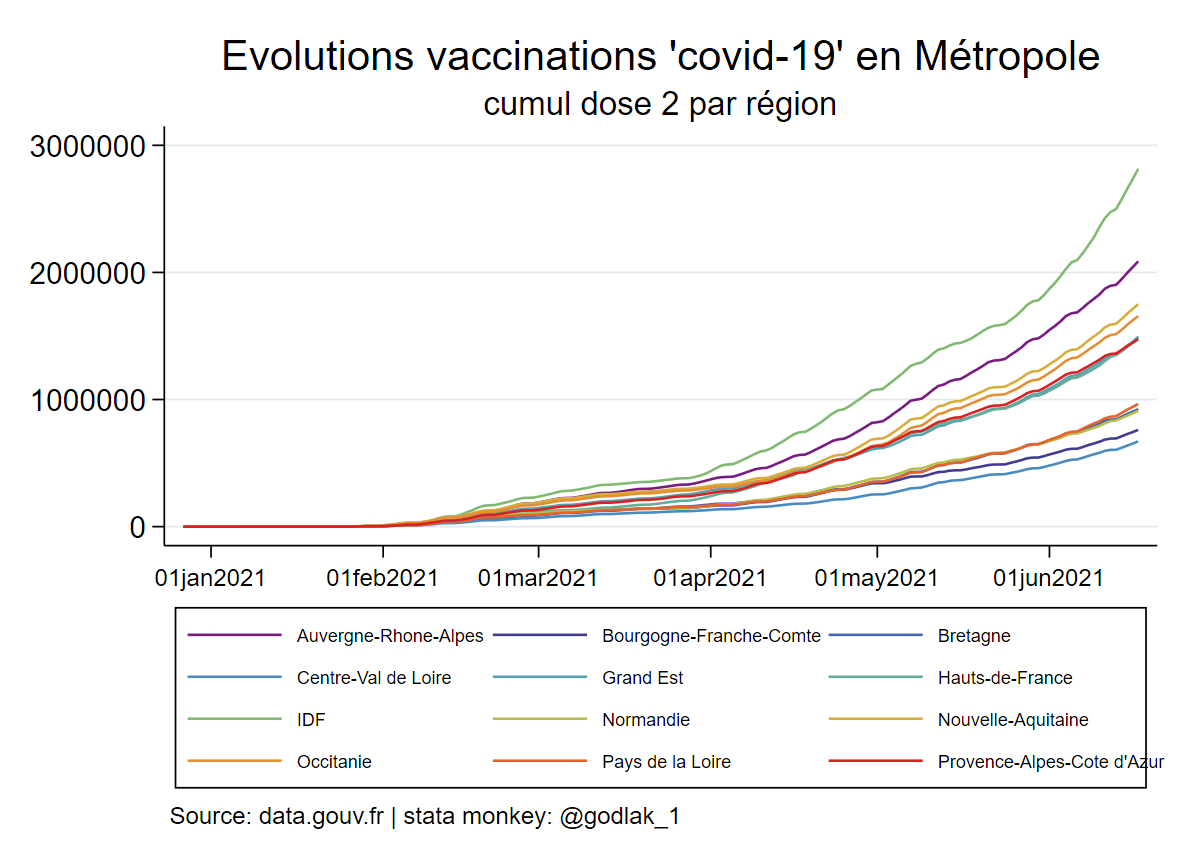 Evolutions vaccinations 'covid-19' en Métropole
cumul dose 2 par région
3000000
2000000
1000000
0
01jan2021 01feb2021 01mar2021 01apr2021 01may2021 01jun2021
Auvergne-Rhone-Alpes Bourgogne-Franche-Comte Bretagne
Centre-Val de Loire Grand Est Hauts-de-France
IDF Normandie Nouvelle-Aquitaine
Occitanie Pays de la Loire Provence-Alpes-Cote d'Azur
Source: data.gouv.fr | stata monkey: @godlak_1